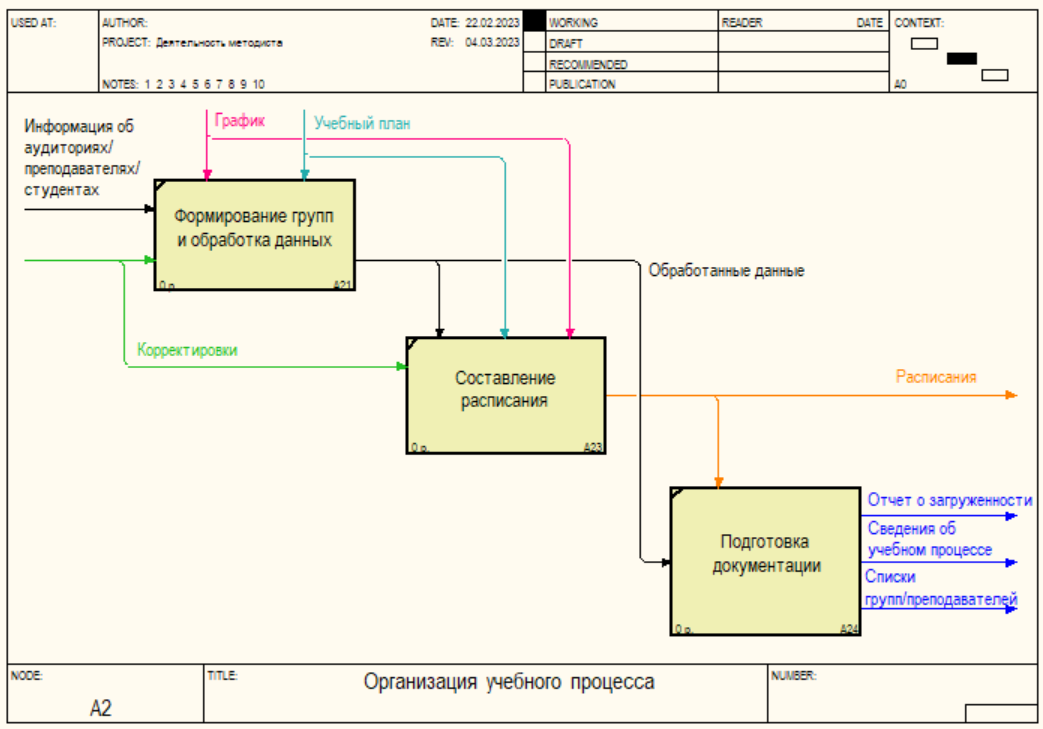 USED AT:
AUTHOR:
DATE: 22.02.2023
WORKING
READER
DATE
CONTEXT:
PROJECT: Деятельность методиста
REV: 04.03.2023
DRAFT
RECOMMENDED
NOTES: 1 2 3 4 5 6 7 8 9 10
PUBLICATION
A0
Информация об
аудиториях/
преподавателях/
студентах
График
Учебный план
Формирование групп
и обработка данных
0 р.
A21
Обработанные данные
Корректировки
Составление
расписания
0 р.
A23
Расписания
Подготовка
документации
0 р.
A24
Отчет о загруженности
Сведения об
учебном процессе
Списки
групп/преподавателей
NODE:
A2
TITLE:
Организация учебного процесса
NUMBER: